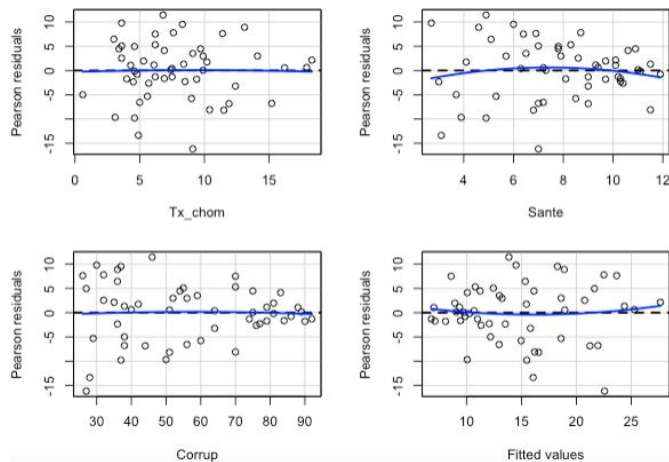 Pearson residuals
-15 -5 0 5 10
5 10 15
Tx_chom
Pearson residuals
-15 -5 0 5 10
4 6 8 10 12
Sante
Pearson residuals
-15 -5 0 5 10
30 40 50 60 70 80 90
Corrup
Pearson residuals
-15 -5 0 5 10
10 15 20 25
Fitted values